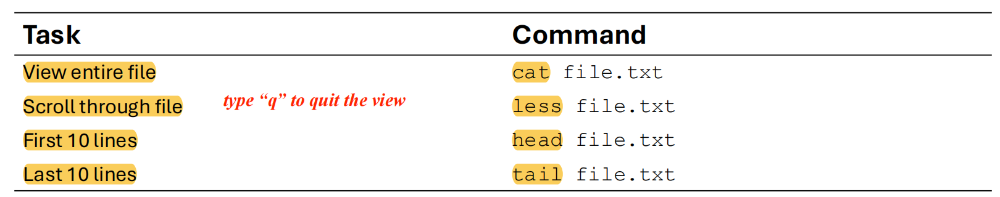 Task Command
View entire file cat file.txt
Scroll through file type “q” to quit the view less file.txt
First 10 lines head file.txt
Last 10 lines tail file.txt